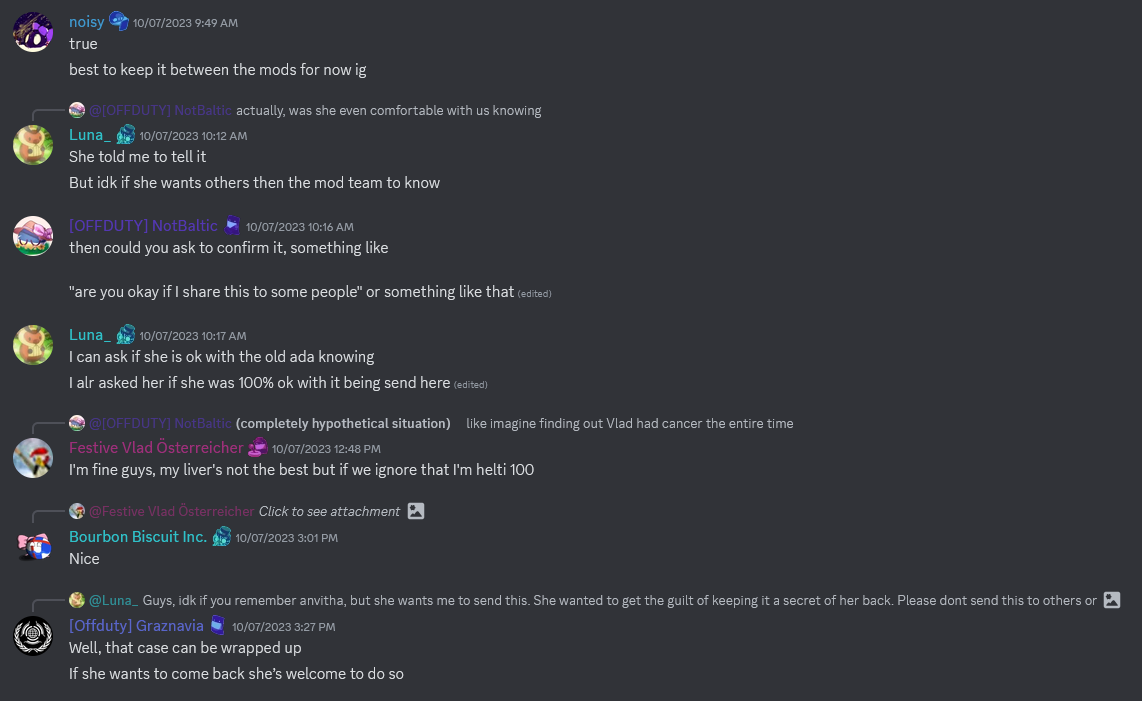 noisy 10/07/2023 9:49 AM
true
best to keep it between the mods for now ig
@[OFFDUTY] NotBaltic actually, was she even comfortable with us knowing
Luna_ 10/07/2023 10:12 AM
She told me to tell it
But idk if she wants others then the mod team to know
[OFFDUTY] NotBaltic 10/07/2023 10:16 AM
then could you ask to confirm it, something like
"are you okay if I share this to some people" or something like that (edited)
Luna_ 10/07/2023 10:17 AM
I can ask if she is ok with the old ada knowing
I alr asked her if she was 100% ok with it being send here (edited)
@[OFFDUTY] NotBaltic (completely hypothetical situation) like imagine finding out Vlad had cancer the entire time
Festive Vlad Österreicher 10/07/2023 12:48 PM
I'm fine guys, my liver's not the best but if we ignore that I'm helti 100
@Festive Vlad Österreicher Click to see attachment
Bourbon Biscuit Inc. 10/07/2023 3:01 PM
Nice
@Luna_ Guys, idk if you remember anvitha, but she wants me to send this. She wanted to get the guilt of keeping it a secret of her back. Please dont send this to others or
[Offduty] Graznavia 10/07/2023 3:27 PM
Well, that case can be wrapped up
If she wants to come back she's welcome to do so